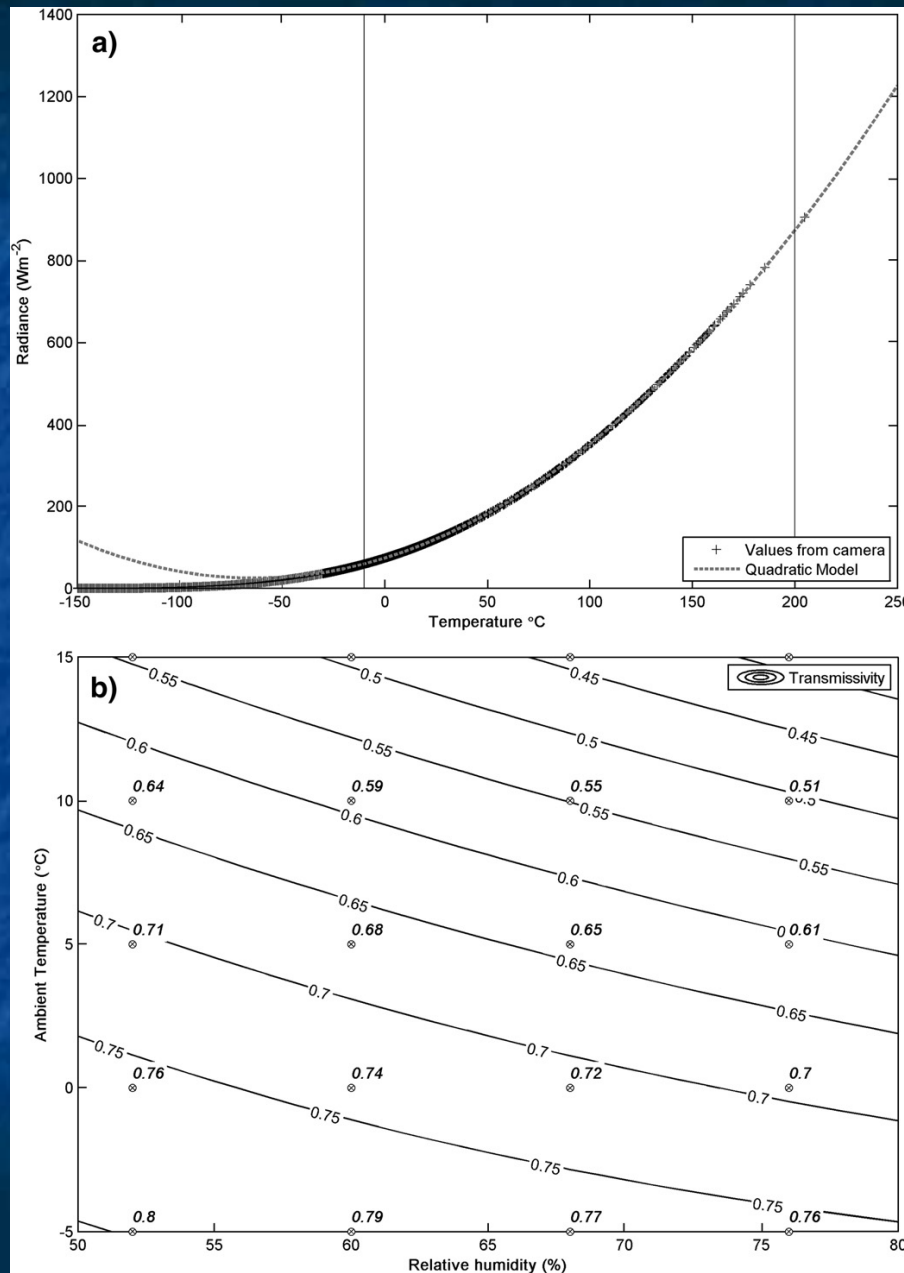 a)
1400
1200
1000
800
600
400
200
0
Radiance (Wm-2)
-150 -100 -50 0 50 100 150 200 250
Temperature °C
+ Values from camera
Quadratic Model
b)
Transmissivity
15
10
5
0
-5
Ambient Temperature (°C)
0.55 0.5 0.45
0.6 0.55 0.5 0.45
0.64 0.59 0.55 0.51
0.65 0.6 0.55 0.5
0.6 0.55
0.71 0.68 0.65 0.61
0.7 0.65 0.6 0
0.7 0.65 0.65
0.75 0.7
0.76 0.74 0.72 0.7
0.75 0.7
0.75 0.75
0.8 0.79 0.77 0.76
50 55 60 65 70 75 80
Relative humidity (%)